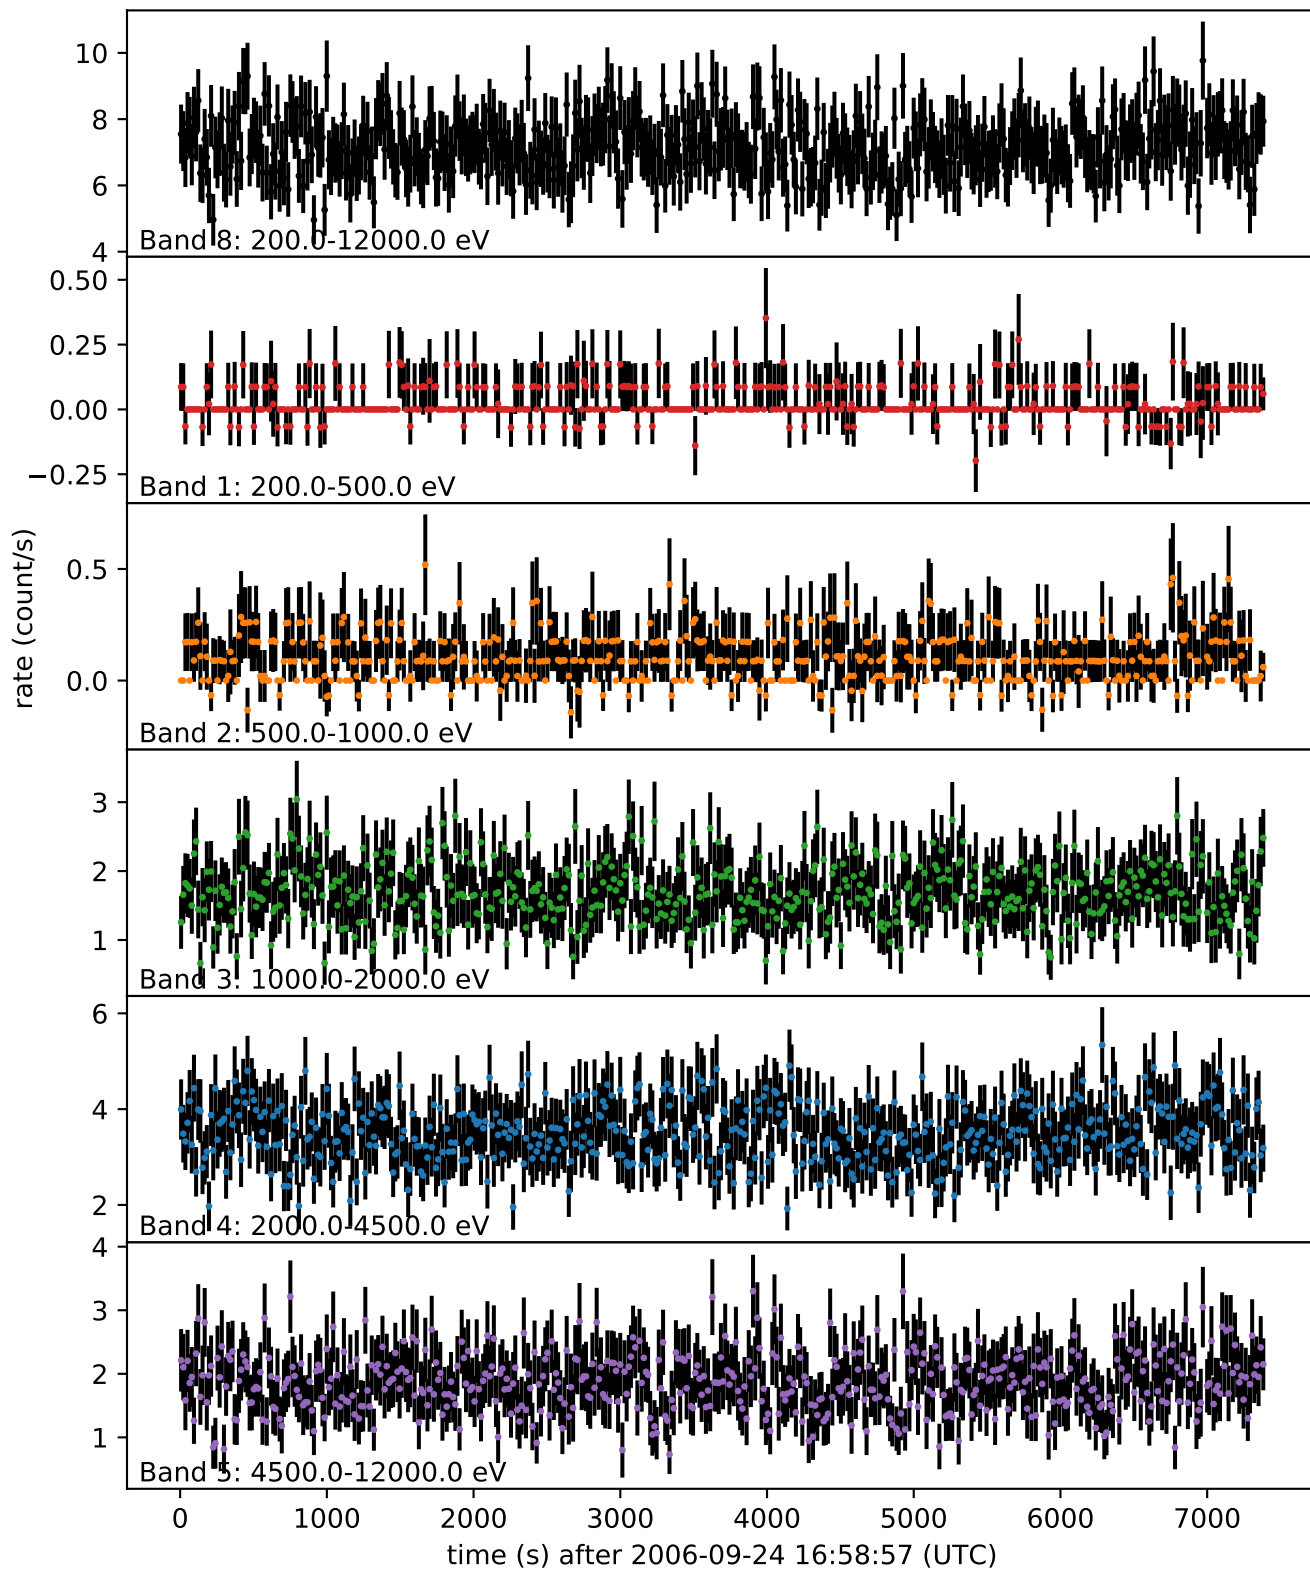 10
8
6
4
Band 8: 200.0-12000.0 eV
0.50
0.25
0.00
−0.25
Band 1: 200.0-500.0 eV
rate (count/s)
0.5
0.0
Band 2: 500.0-1000.0 eV
3
2
1
Band 3: 1000.0-2000.0 eV
6
4
2
Band 4: 2000.0-4500.0 eV
4
3
2
1
Band 5: 4500.0-12000.0 eV
0 1000 2000 3000 4000 5000 6000 7000
time (s) after 2006-09-24 16:58:57 (UTC)